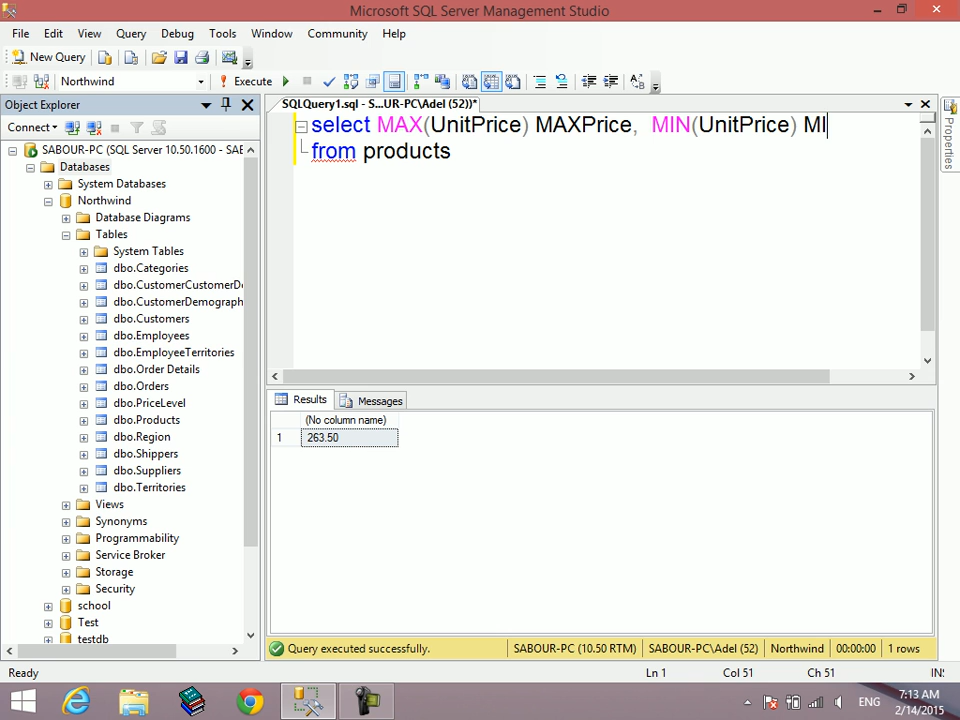 Microsoft SQL Server Management Studio
File Edit View Query Debug Tools Window Community Help
New Query
Northwind Execute
Object Explorer
SQLQuery1.sql - S...UR-PC\Adel (52))*
Connect
select MAX(UnitPrice) MAXPrice, MIN(UnitPrice) MI
from products
Properties
SABOUR-PC (SQL Server 10.50.1600 - SAB
Databases
System Databases
Northwind
Database Diagrams
Tables
System Tables
dbo.Categories
dbo.CustomerCustomerD
dbo.CustomerDemograph
dbo.Customers
dbo.Employees
dbo.EmployeeTerritories
dbo.Order Details
dbo.Orders
dbo.PriceLevel
dbo.Products
dbo.Region
dbo.Shippers
dbo.Suppliers
dbo.Territories
Views
Synonyms
Programmability
Service Broker
Storage
Security
school
Test
testdb
Results Messages
(No column name)
1 263.50
Query executed successfully. SABOUR-PC (10.50 RTM) SABOUR-PC\Adel (52) Northwind 00:00:00 1 rows
Ready Ln 1 Col 51 Ch 51 INS
ENG
7:13 AM
2/14/2015